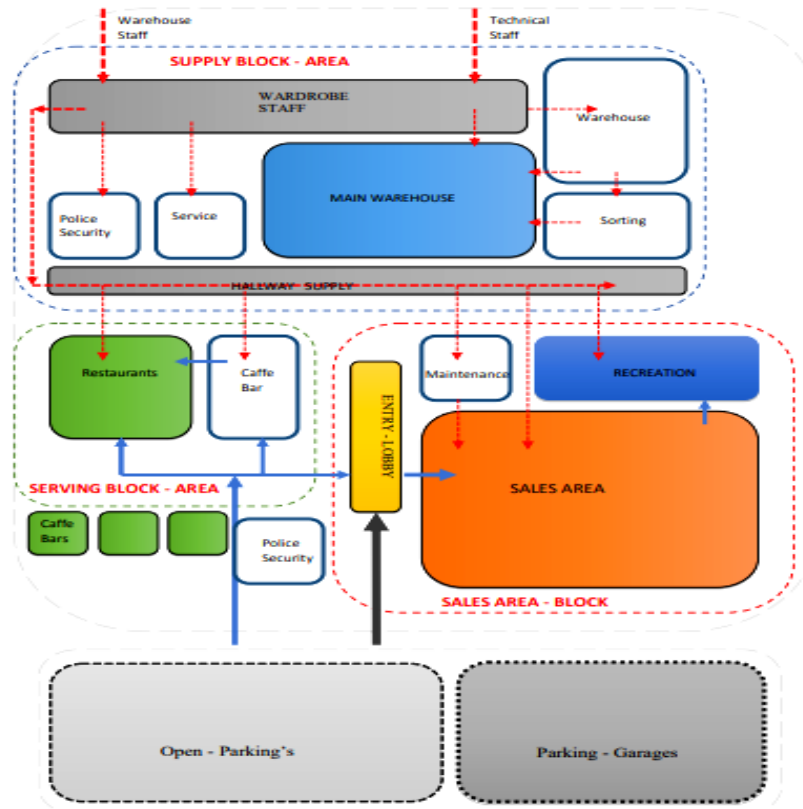 Warehouse
Staff
Technical
Staff
SUPPLY BLOCK - AREA
WARDROBE
STAFF
Warehouse
MAIN WAREHOUSE
Police
Security
Service
Sorting
HALLWAY SUPPLY
Restaurants
Caffe
Bar
ENTRY - LOBBY
Maintenance
RECREATION
SALES AREA
SERVING BLOCK - AREA
Caffe
Bars
Police
Security
SALES AREA - BLOCK
Open - Parking's
Parking - Garages